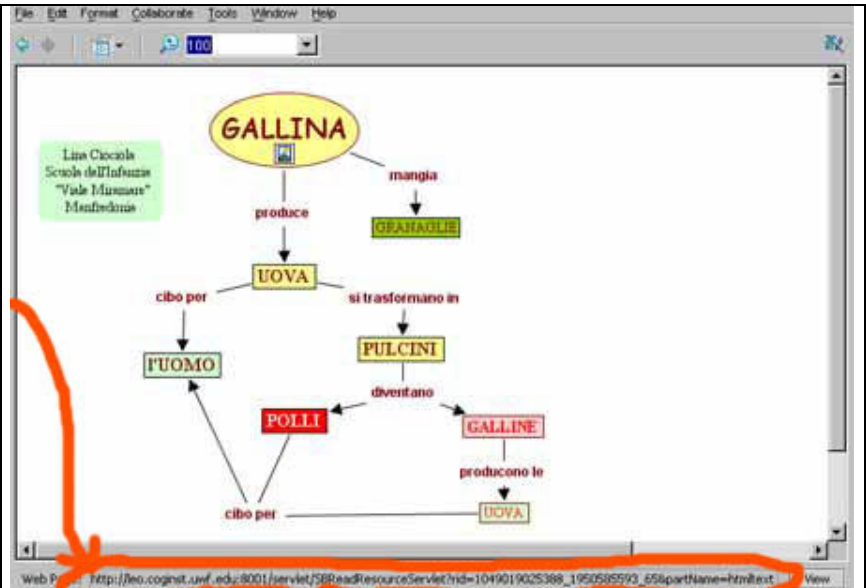 File Edit Format Collaborate Tools Window Help
100
GALLINA
Lina Ciociola
Scuola dell'Infanzia
"Viale Miramare"
Manfredonia
mangia
produce
GRANAGLIE
UOVA
cibo per
si trasformano in
l'UOMO
PULCINI
diventano
POLLI
GALLINE
producono le
cibo per
UOVA
Web http://leo.coginst.uwf.edu:8001/servlet/SBReadResourceServlet?rid=1049019025388_1950585593_65&partName=htmltext View